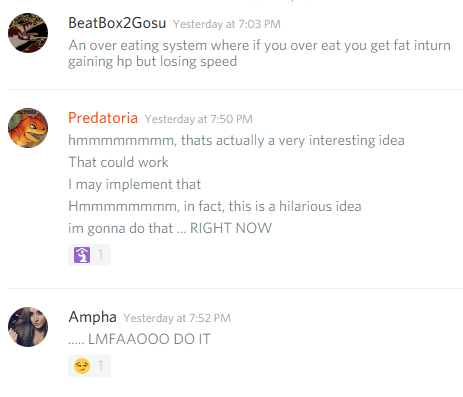 BeatBox2Gosu Yesterday at 7:03 PM
An over eating system where if you over eat you get fat inturn
gaining hp but losing speed
Predatoria Yesterday at 7:50 PM
hmmmmmmmm, thats actually a very interesting idea
That could work
I may implement that
Hmmmmmmmm, in fact, this is a hilarious idea
im gonna do that ... RIGHT NOW
1
Ampha Yesterday at 7:52 PM
..... LMFAAOOO DO IT
1